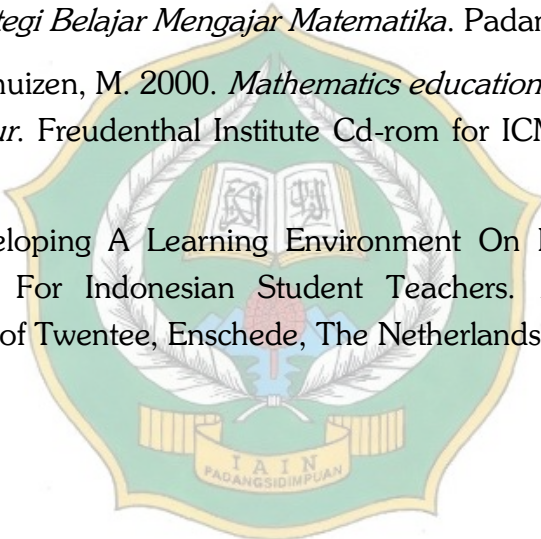 tegi Belajar Mengajar Matematika. Padan
huizen, M. 2000. Mathematics education
ur. Freudenthal Institute Cd-rom for ICM
eloping A Learning Environment On
For Indonesian Student Teachers.
of Twentee, Enschede, The Netherlands
I A I N
PADANGSIDIMPUAN